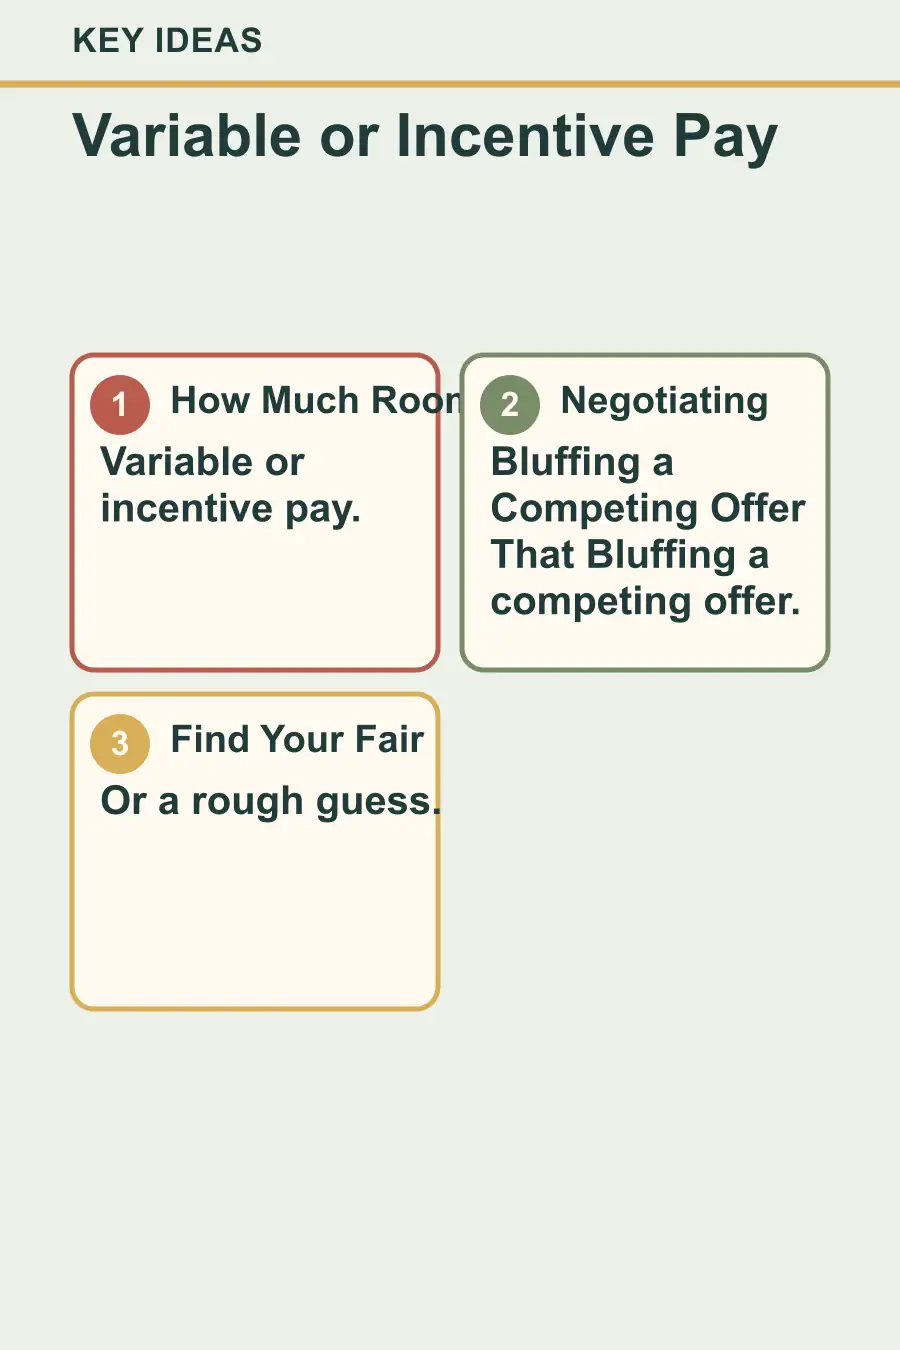 KEY IDEAS
Variable or Incentive Pay
1 How Much
Variable or
incentive pay.
2 Negotiating
Bluffing a
Competing Offer
That Bluffing a
competing offer.
3 Find Your Fair
Or a rough guess.